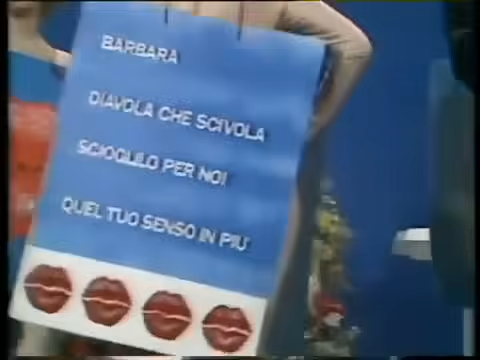 BARBARA
DIAVOLA CHE SCIVOLA
SCIOGLILO PER NOI
QUEL TUO SENSO IN PIU'